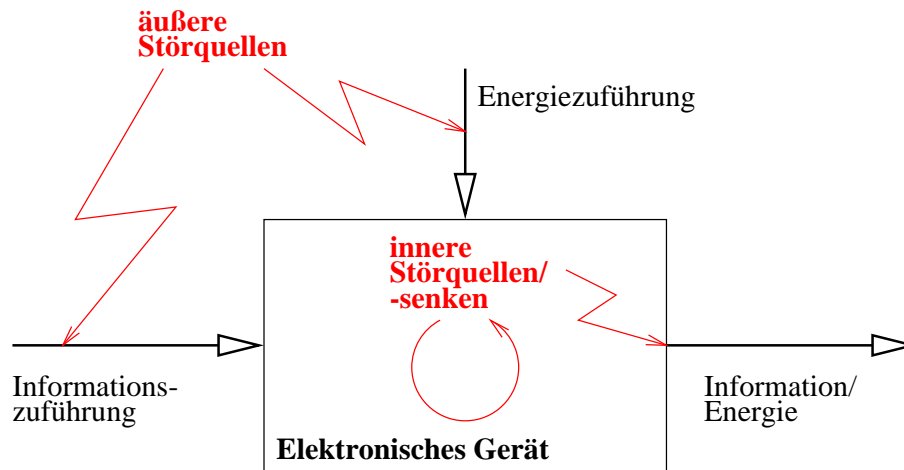 äußere
Störquellen
Energiezuführung
innere
Störquellen/
-senken
Informations-
zuführung
Information/
Energie
Elektronisches Gerät